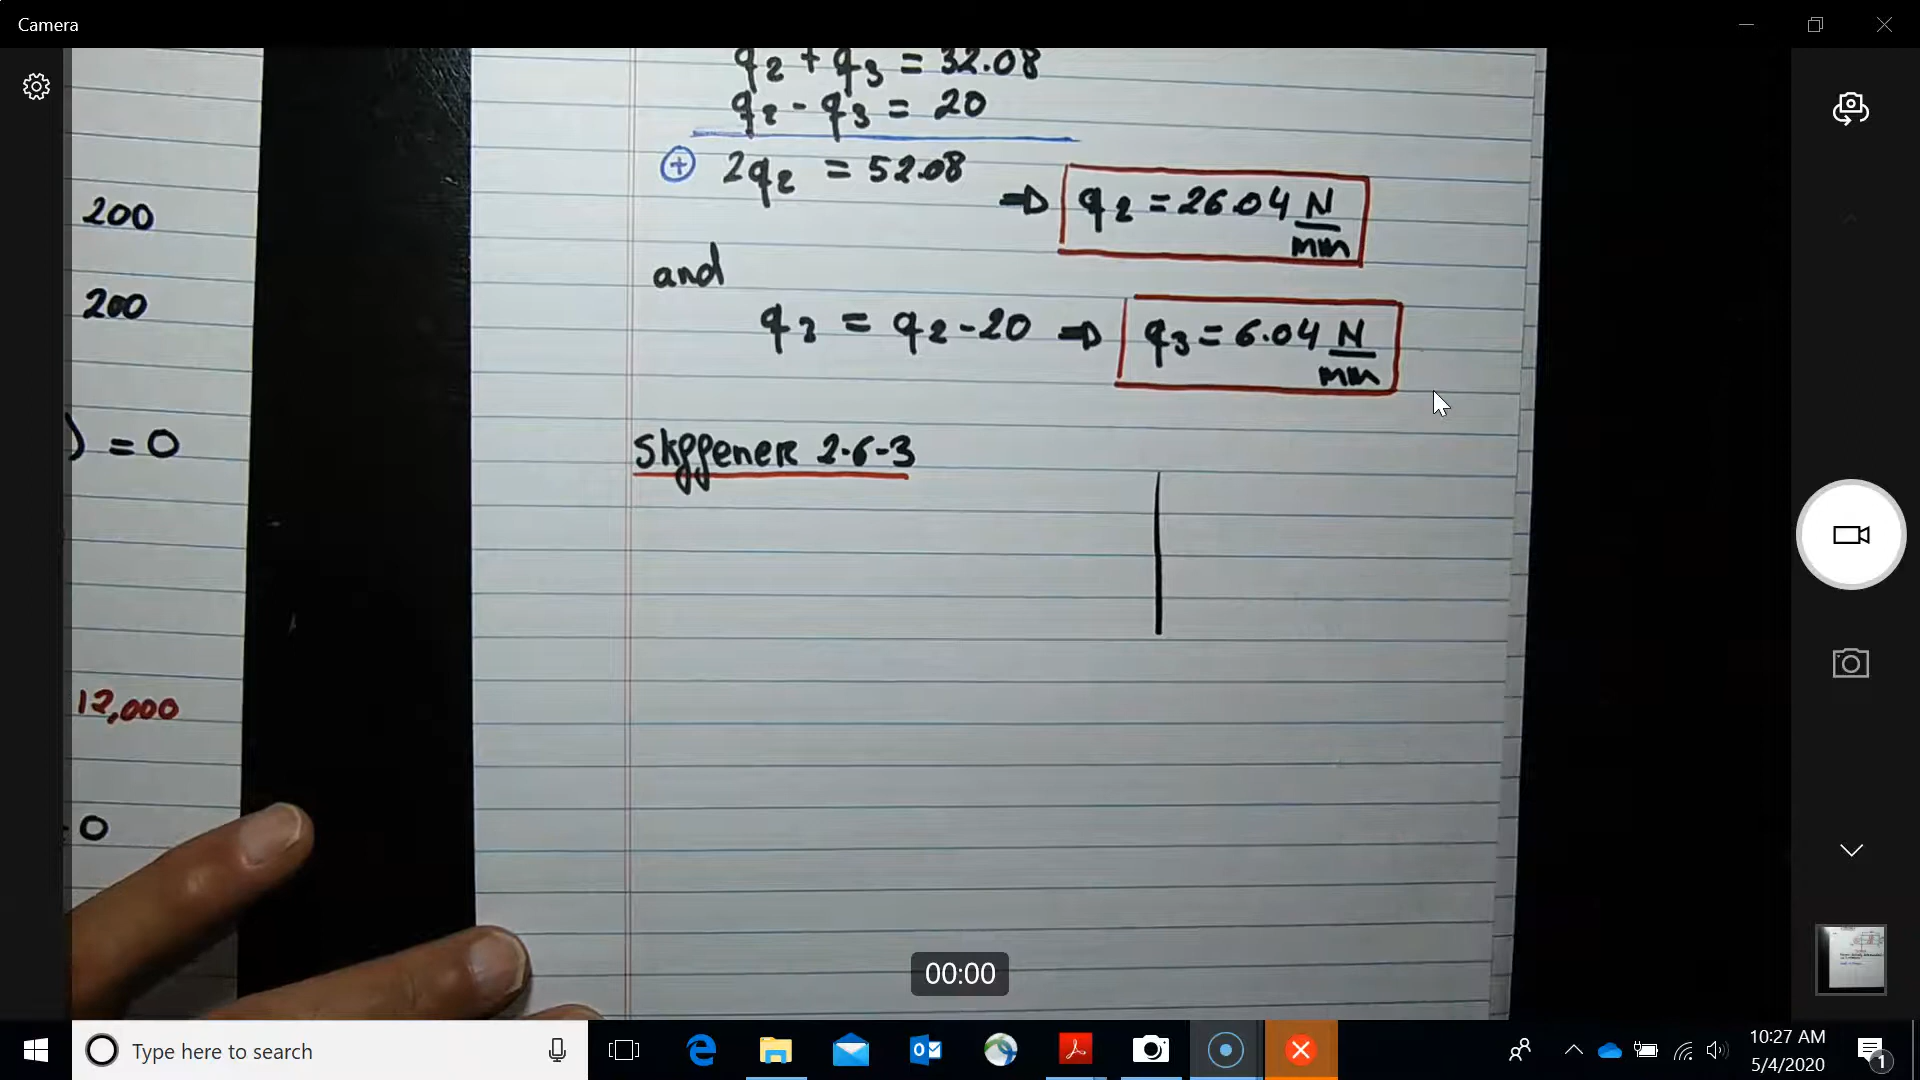 Camera
q2 + q3 = 32.08
q2 - q3 = 20
+ 2q2 = 52.08
⇒ q2 = 26.04 N/mm
and
q3 = q2 - 20 ⇒ q3 = 6.04 N/mm
200
200
) = 0
12,000
= 0
2-6-3
00:00
Type here to search
10:27 AM
5/4/2020
1